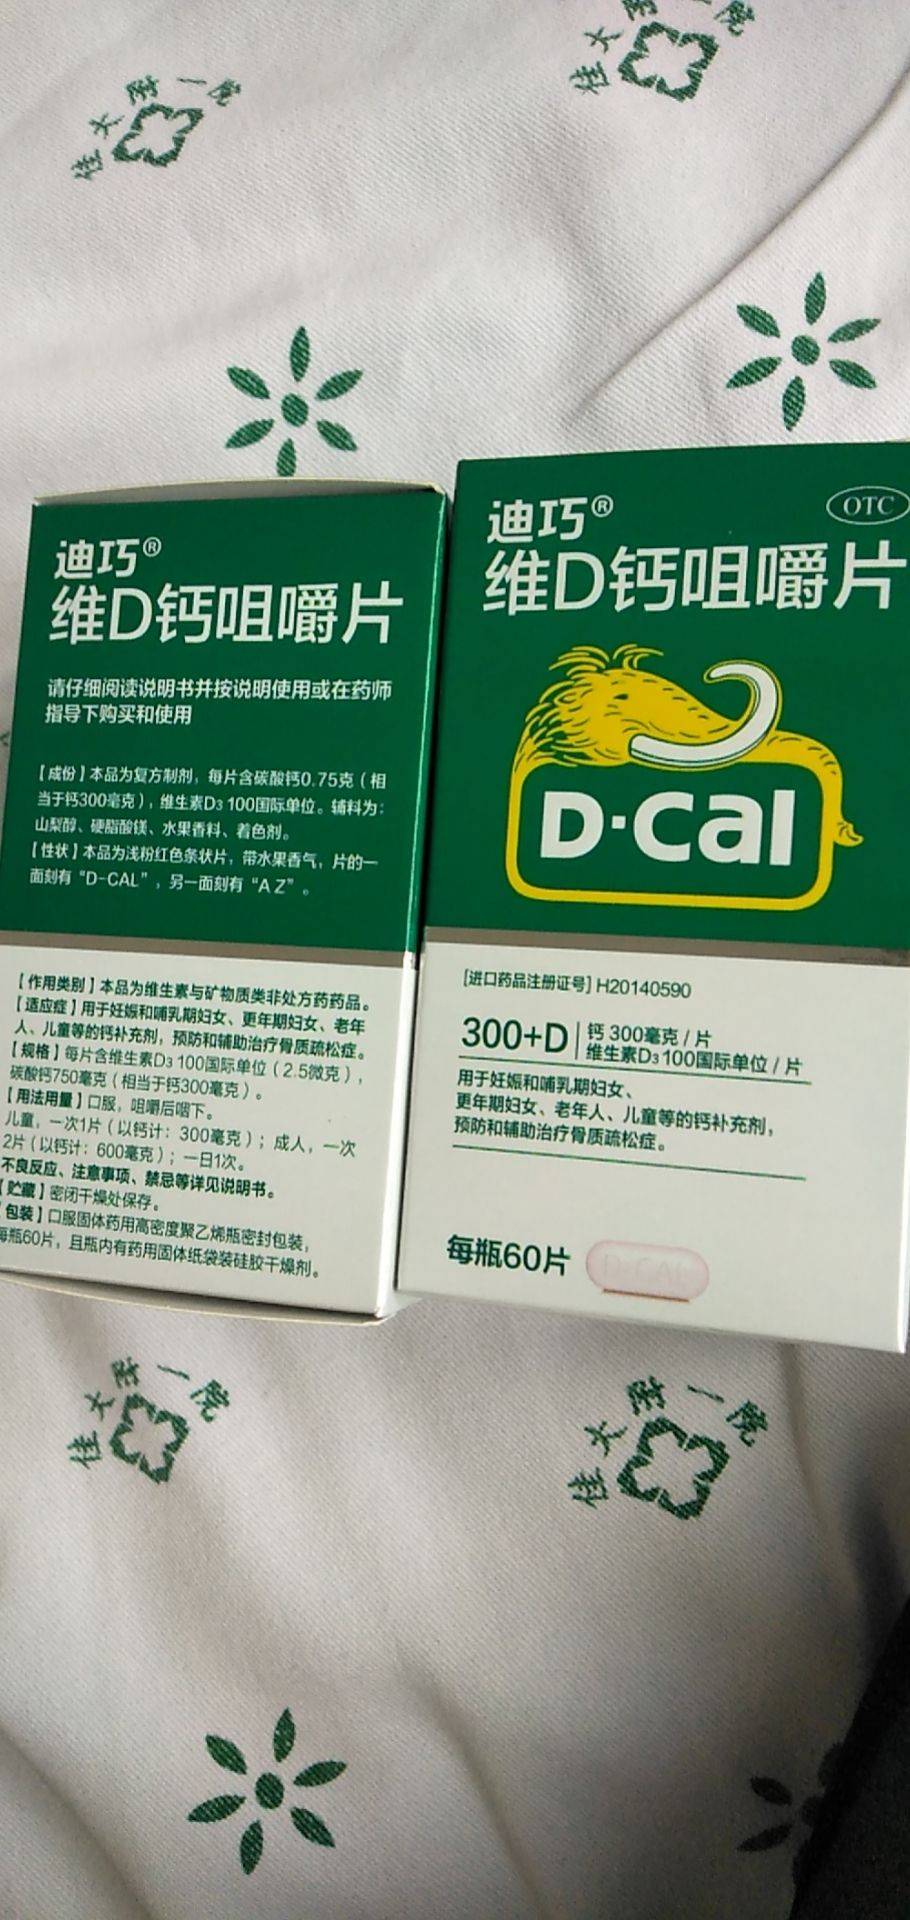 佳大一院
佳大一院
迪巧®
维D钙咀嚼片
请仔细阅读说明书并按说明使用或在药师
指导下购买和使用
【成份】本品为复方制剂，每片含碳酸钙0.75克（相
当于钙300毫克），维生素D3 100国际单位。辅料为：
山梨醇、硬脂酸镁、水果香料、着色剂。
【性状】本品为浅粉红色条状片，带水果香气，片的一
面刻有“D-CAL”，另一面刻有“A Z”。
【作用类别】本品为维生素与矿物质类非处方药药品。
【适应症】用于妊娠和哺乳期妇女、更年期妇女、老年
人、儿童等的钙补充剂，预防和辅助治疗骨质疏松症。
【规格】每片含维生素D3 100国际单位（2.5微克），
碳酸钙750毫克（相当于钙300毫克）。
【用法用量】口服，咀嚼后咽下。
儿童，一次1片（以钙计：300毫克）；成人，一次
2片（以钙计：600毫克）；一日1次。
不良反应、注意事项、禁忌等详见说明书。
【贮藏】密闭干燥处保存。
【包装】口服固体药用高密度聚乙烯瓶密封包装，
每瓶60片，且瓶内有药用固体纸袋装硅胶干燥剂。
OTC
迪巧®
维D钙咀嚼片
D·Cal
[进口药品注册证号] H20140590
300+D
钙 300毫克 / 片
维生素D3 100国际单位 / 片
用于妊娠和哺乳期妇女、
更年期妇女、老年人、儿童等的钙补充剂，
预防和辅助治疗骨质疏松症。
每瓶60片
D-CAL
佳大一院
佳大一院